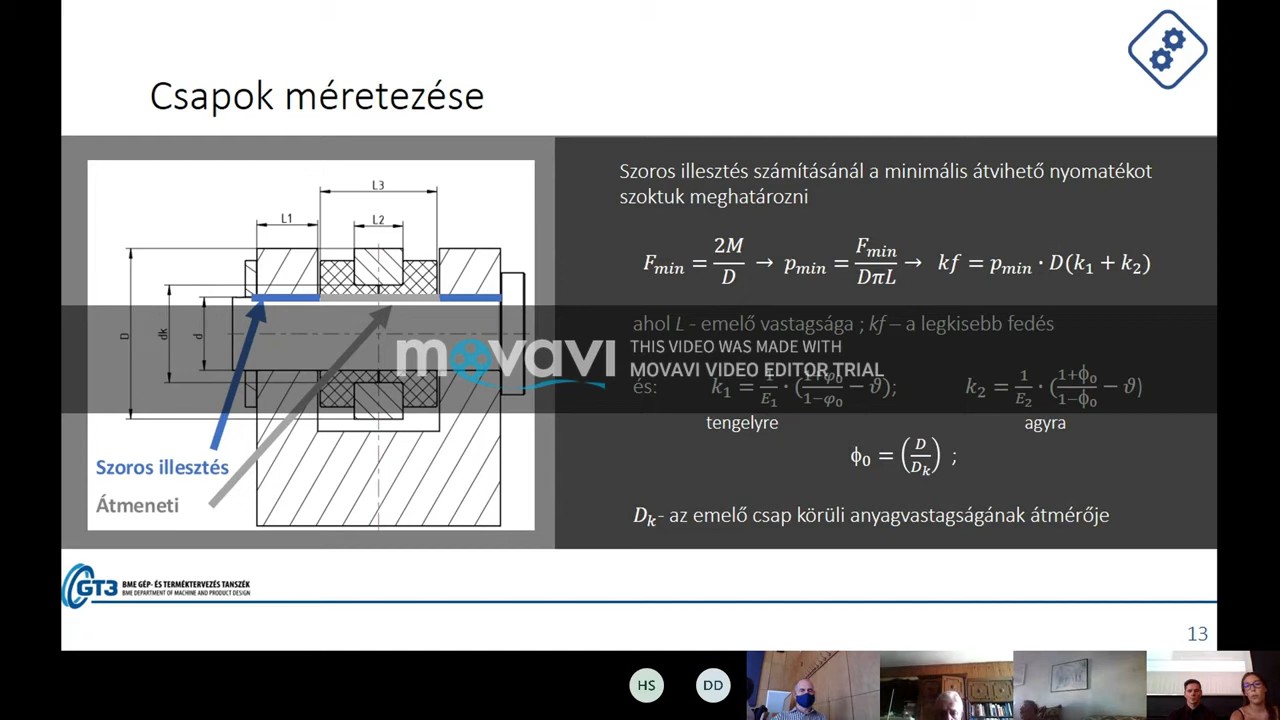 Csapok méretezése
L3
L1
L2
D
dk
d
Szoros illesztés
Átmeneti
Szoros illesztés számításánál a minimális átvihető nyomatékot
szoktuk meghatározni
F_min = 2M/D → p_min = F_min/DπL → kf = p_min · D(k₁ + k₂)
ahol L - emelő vastagsága ; kf – a legkisebb fedés
movavi
THIS VIDEO WAS MADE WITH
MOVAVI VIDEO EDITOR TRIAL
és: k₁ = 1/E₁ · (1+φ₀/1−φ₀ − ϑ); k₂ = 1/E₂ · (1+ϕ₀/1−ϕ₀ − ϑ)
tengelyre agyra
ϕ₀ = (D/D_k) ;
D_k - az emelő csap körüli anyagvastagságának átmérője
GT3 BME GÉP- ÉS TERMÉKTERVEZÉS TANSZÉK
BME DEPARTMENT OF MACHINE AND PRODUCT DESIGN
13
HS DD